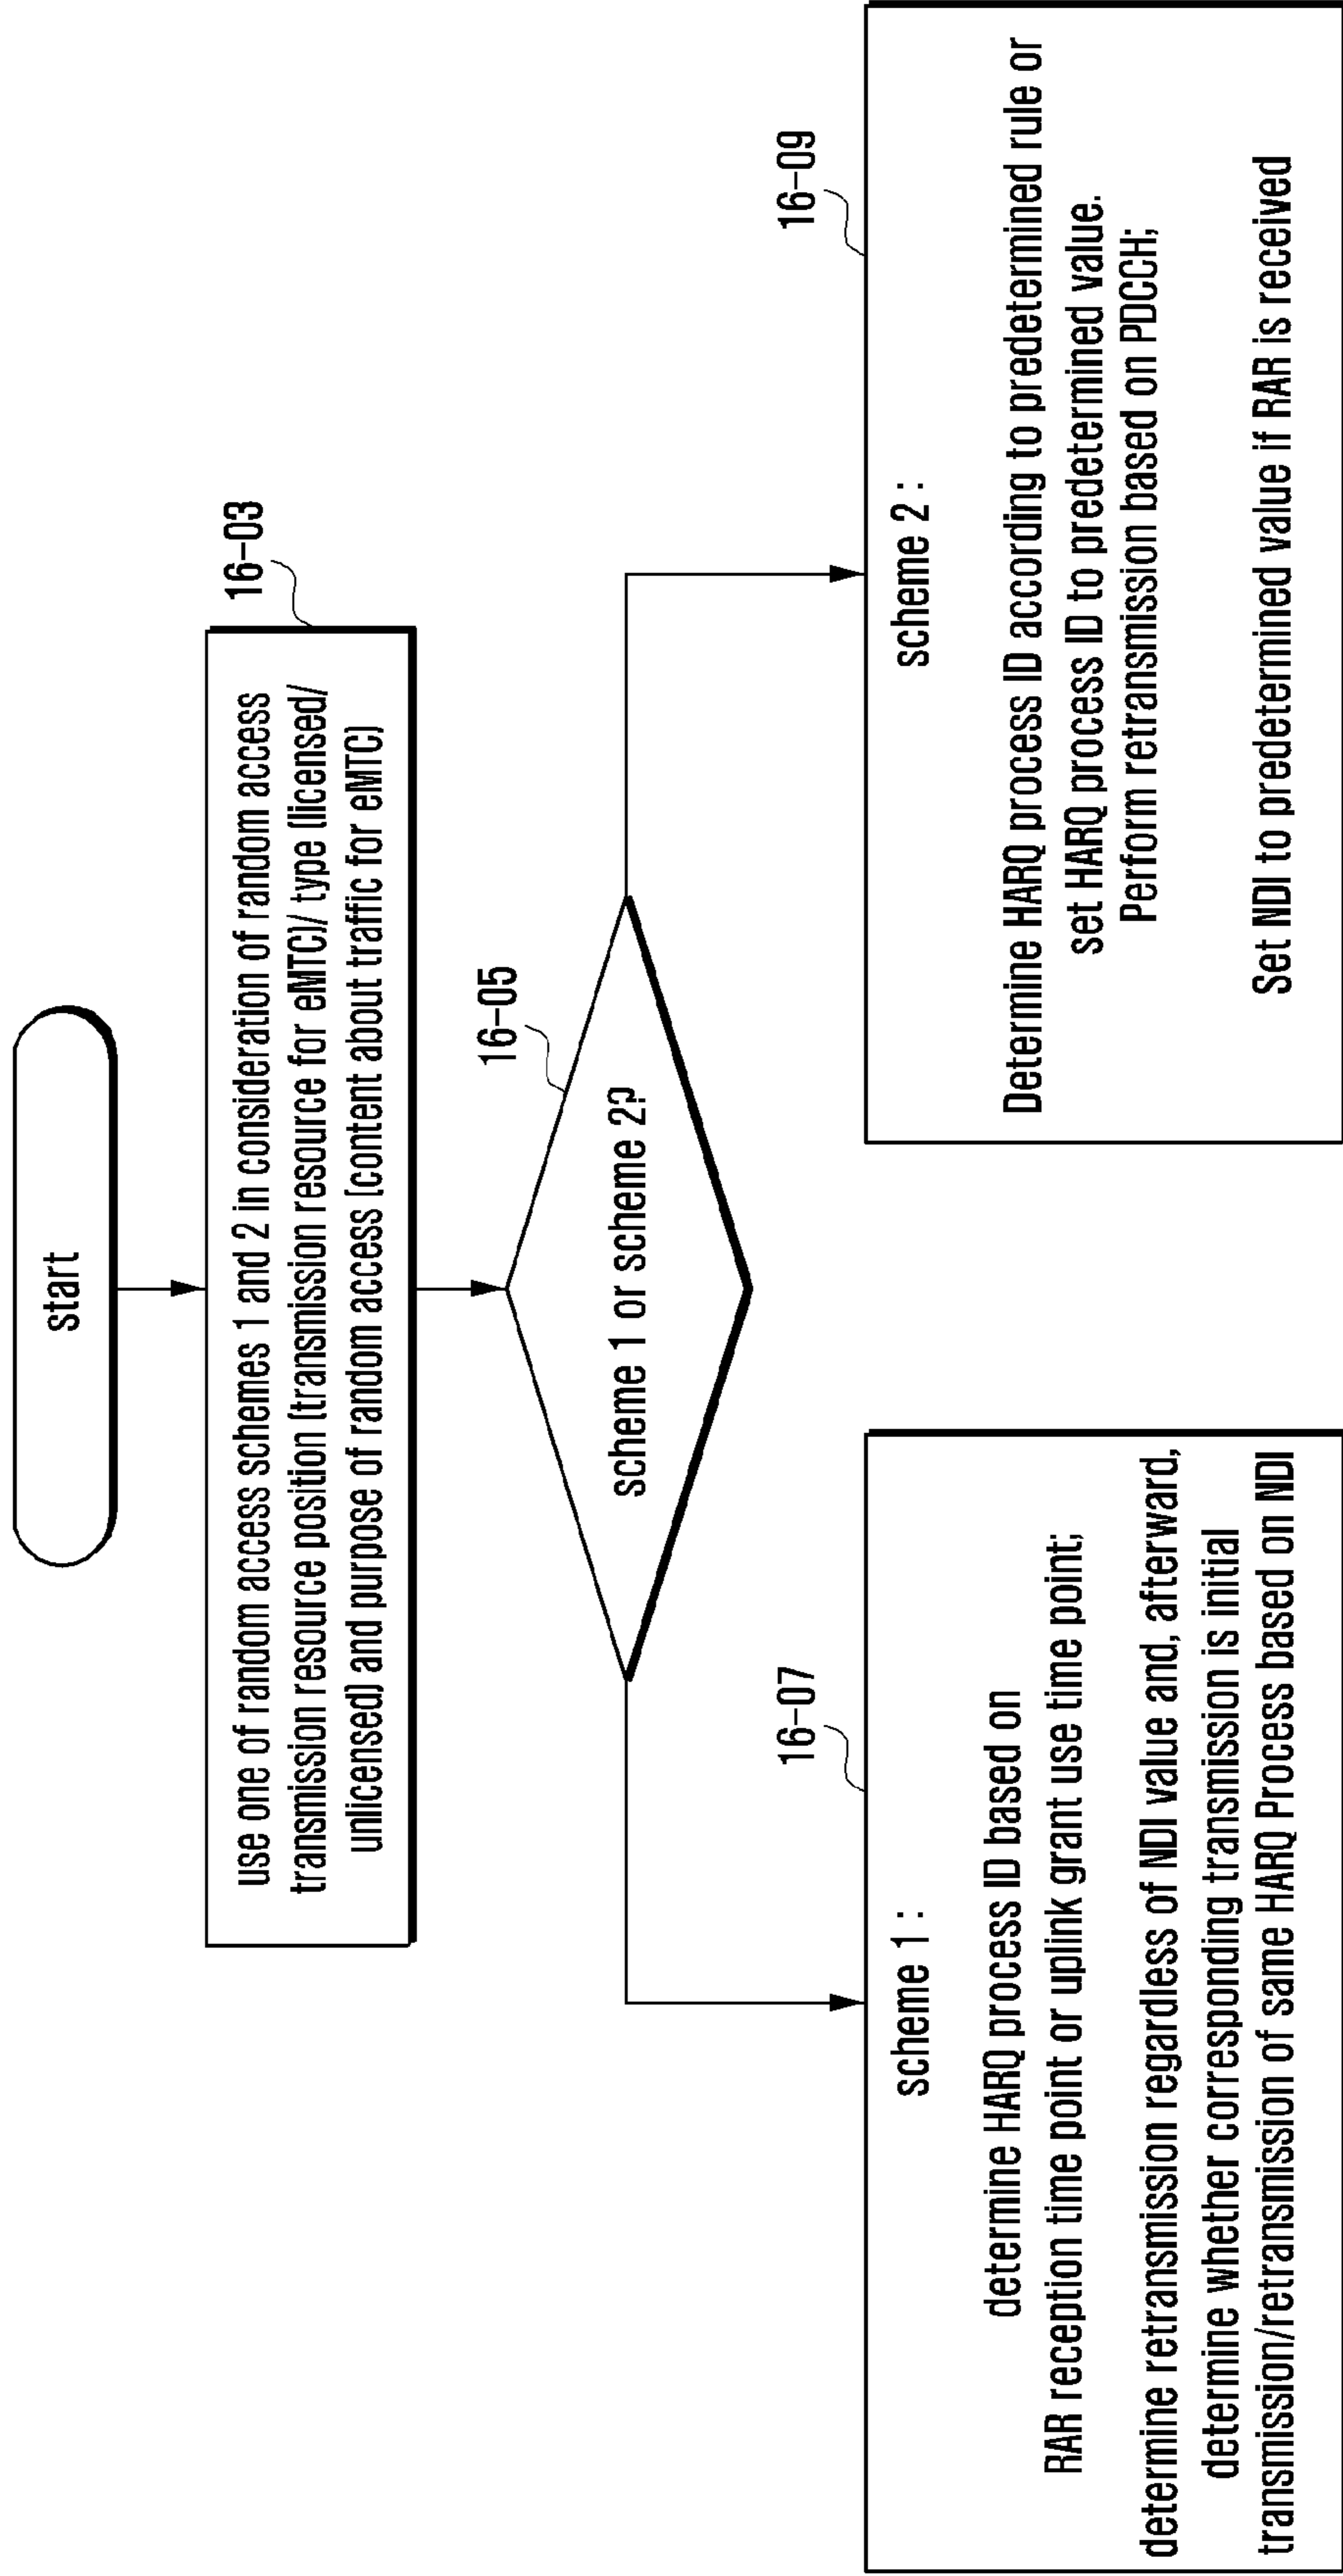 start
16-03
use one of random access schemes 1 and 2 in consideration of random access
transmission resource position (transmission resource for eMTC)/ type (licensed/
unlicensed) and purpose of random access (content about traffic for eMTC)
16-05
scheme 1 or scheme 2?
16-07
scheme 1 :
determine HARQ process ID based on
RAR reception time point or uplink grant use time point;
determine retransmission regardless of NDI value and, afterward,
determine whether corresponding transmission is initial
transmission/retransmission of same HARQ Process based on NDI
16-09
scheme 2 :
Determine HARQ process ID according to predetermined rule or
set HARQ process ID to predetermined value.
Perform retransmission based on PDCCH;
Set NDI to predetermined value if RAR is received